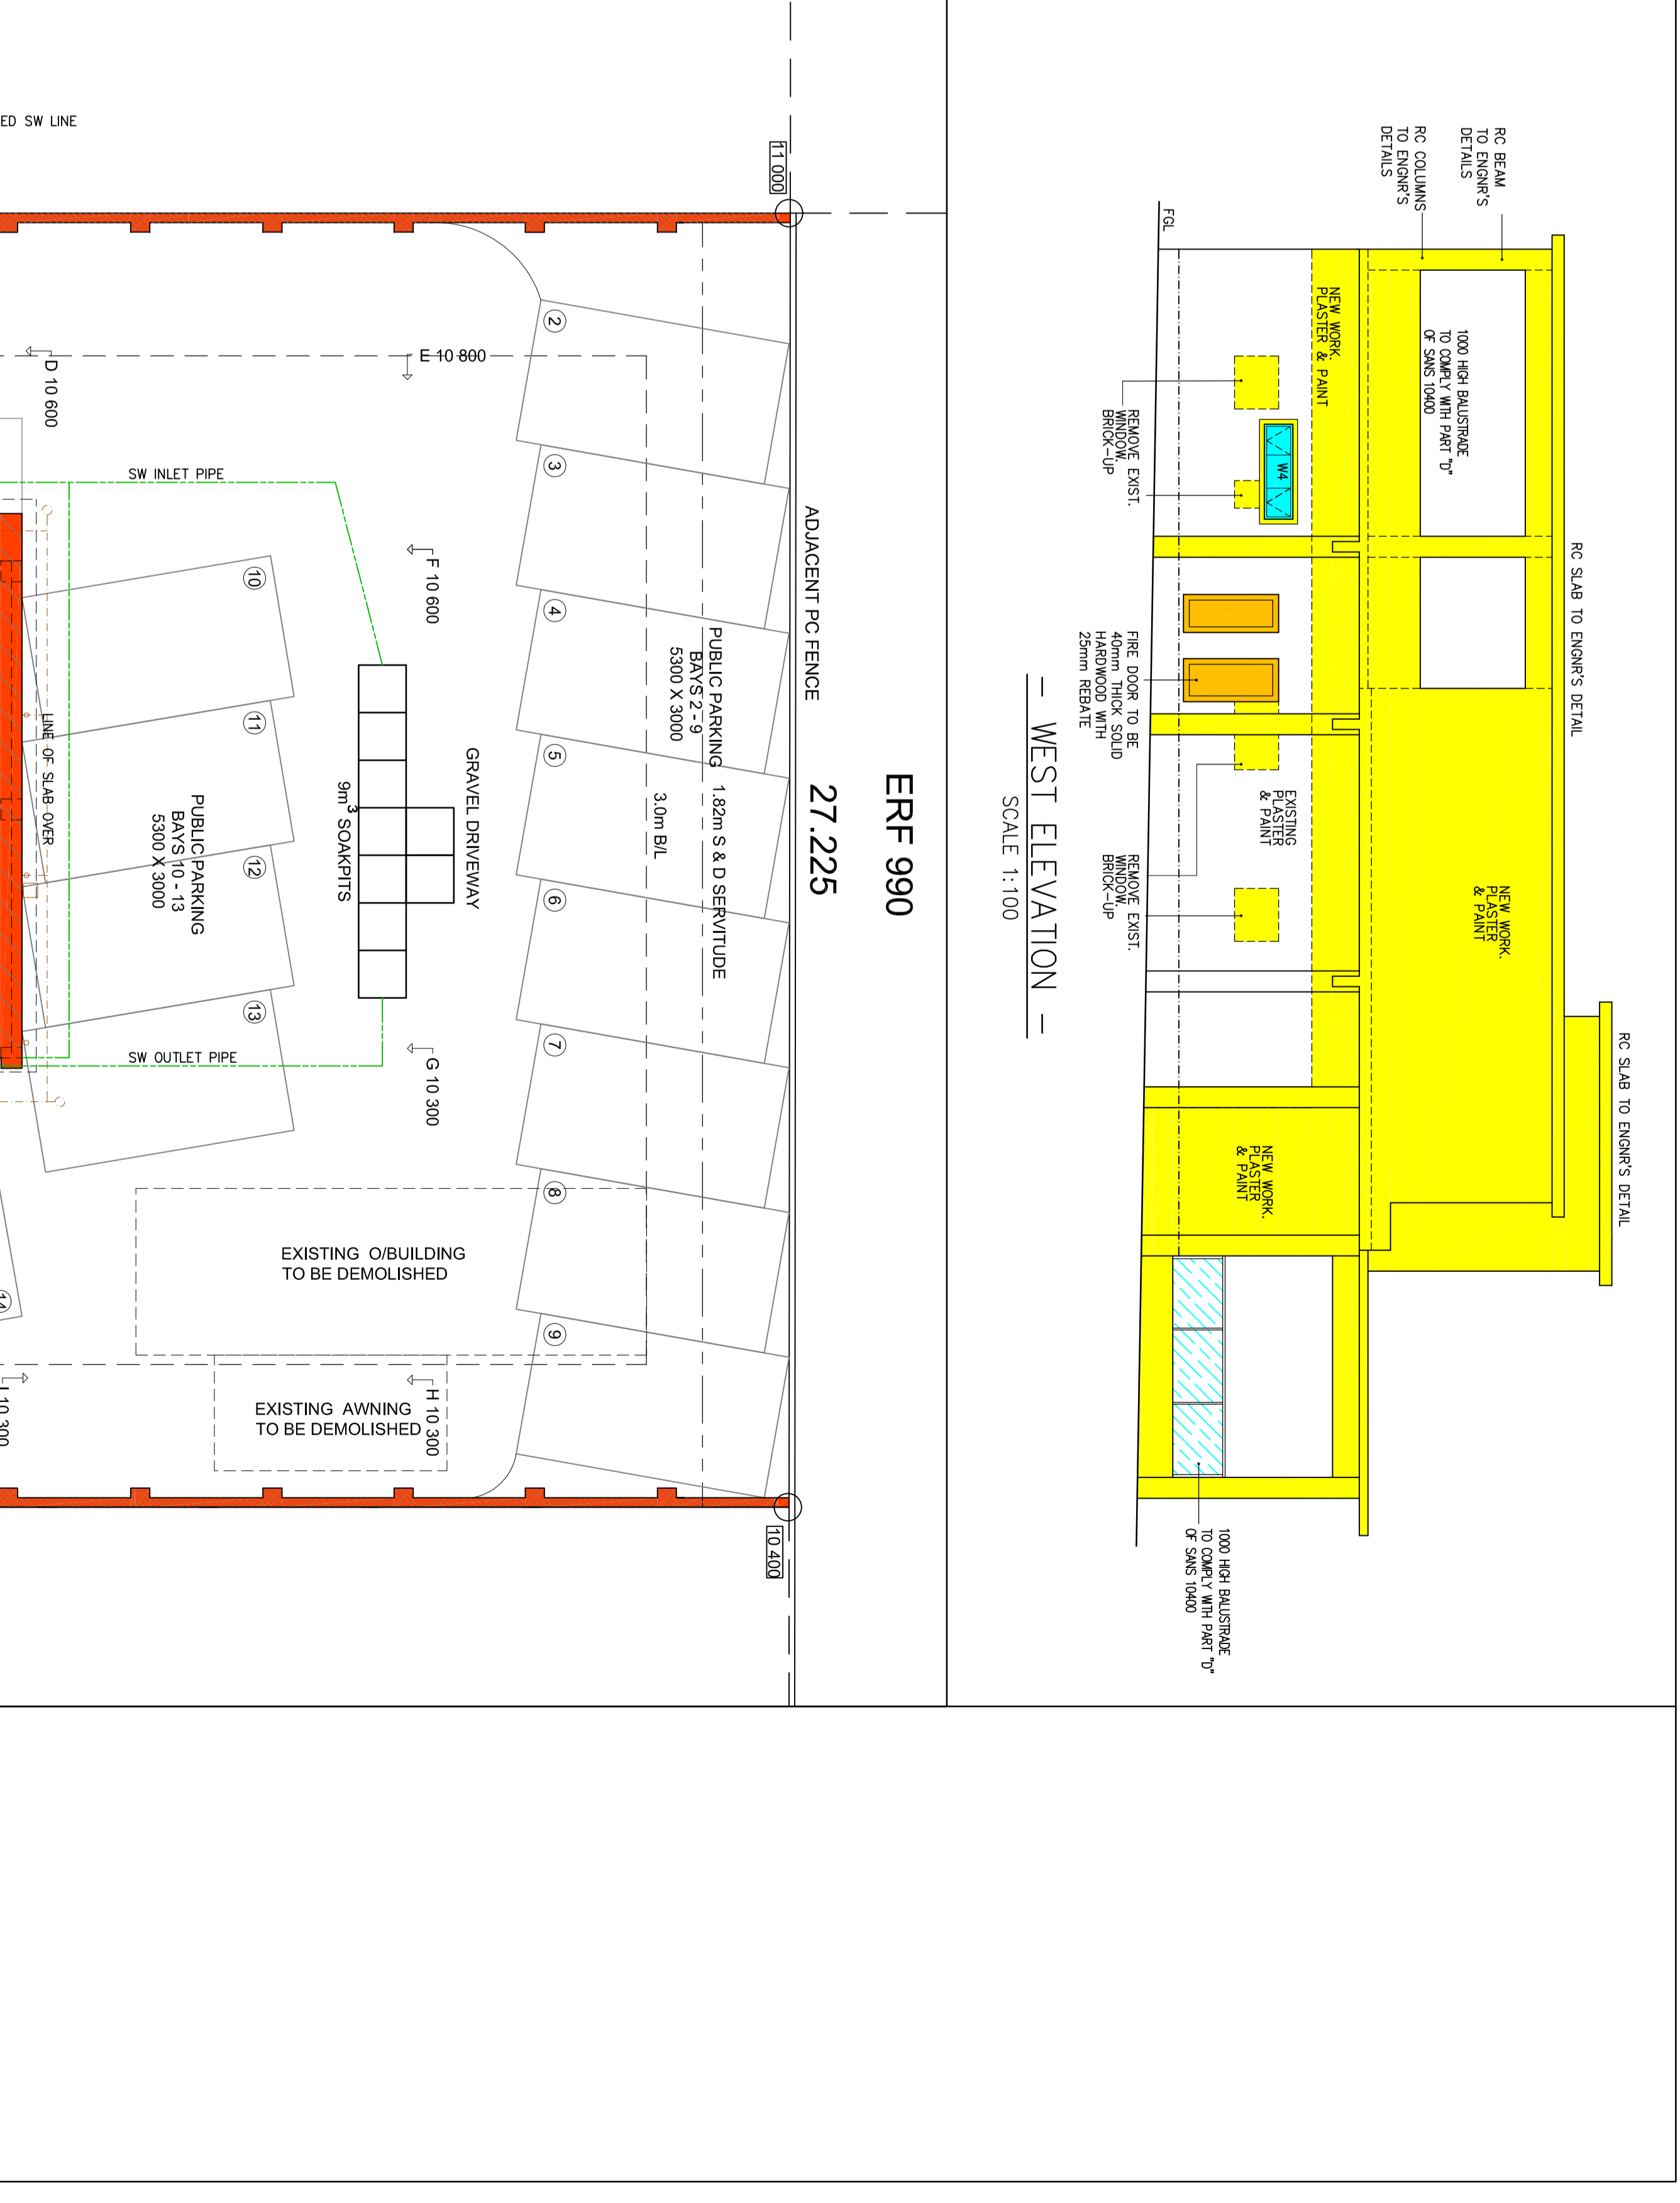 RC SLAB TO ENGNR'S DETAIL
RC SLAB TO ENGNR'S DETAIL
RC BEAM
TO ENGNR'S
DETAILS
RC COLUMNS
TO ENGNR'S
DETAILS
1000 HIGH BALUSTRADE
TO COMPLY WITH PART "D"
OF SANS 10400
NEW WORK.
PLASTER
& PAINT
NEW WORK.
PLASTER & PAINT
W4
EXISTING
PLASTER
& PAINT
NEW WORK.
PLASTER
& PAINT
1000 HIGH BALUSTRADE
TO COMPLY WITH PART "D"
OF SANS 10400
FGL
REMOVE EXIST.
WINDOW.
BRICK-UP
FIRE DOOR TO BE
40mm THICK SOLID
HARDWOOD WITH
25mm REBATE
REMOVE EXIST.
WINDOW.
BRICK-UP
- WEST ELEVATION -
SCALE 1:100
ERF 990
27.225
ADJACENT PC FENCE
11 000
10 400
PUBLIC PARKING
BAYS 2 - 9
5300 X 3000
1.82m S & D SERVITUDE
3.0m B/L
2
3
4
5
6
7
8
9
E 10 800
F 10 600
G 10 300
H 10 300
GRAVEL DRIVEWAY
9m³ SOAKPITS
SW INLET PIPE
SW OUTLET PIPE
10
11
12
13
PUBLIC PARKING
BAYS 10 - 13
5300 X 3000
EXISTING O/BUILDING
TO BE DEMOLISHED
EXISTING AWNING
TO BE DEMOLISHED
D 10 600
LINE OF SLAB OVER
ED SW LINE
14
10 300